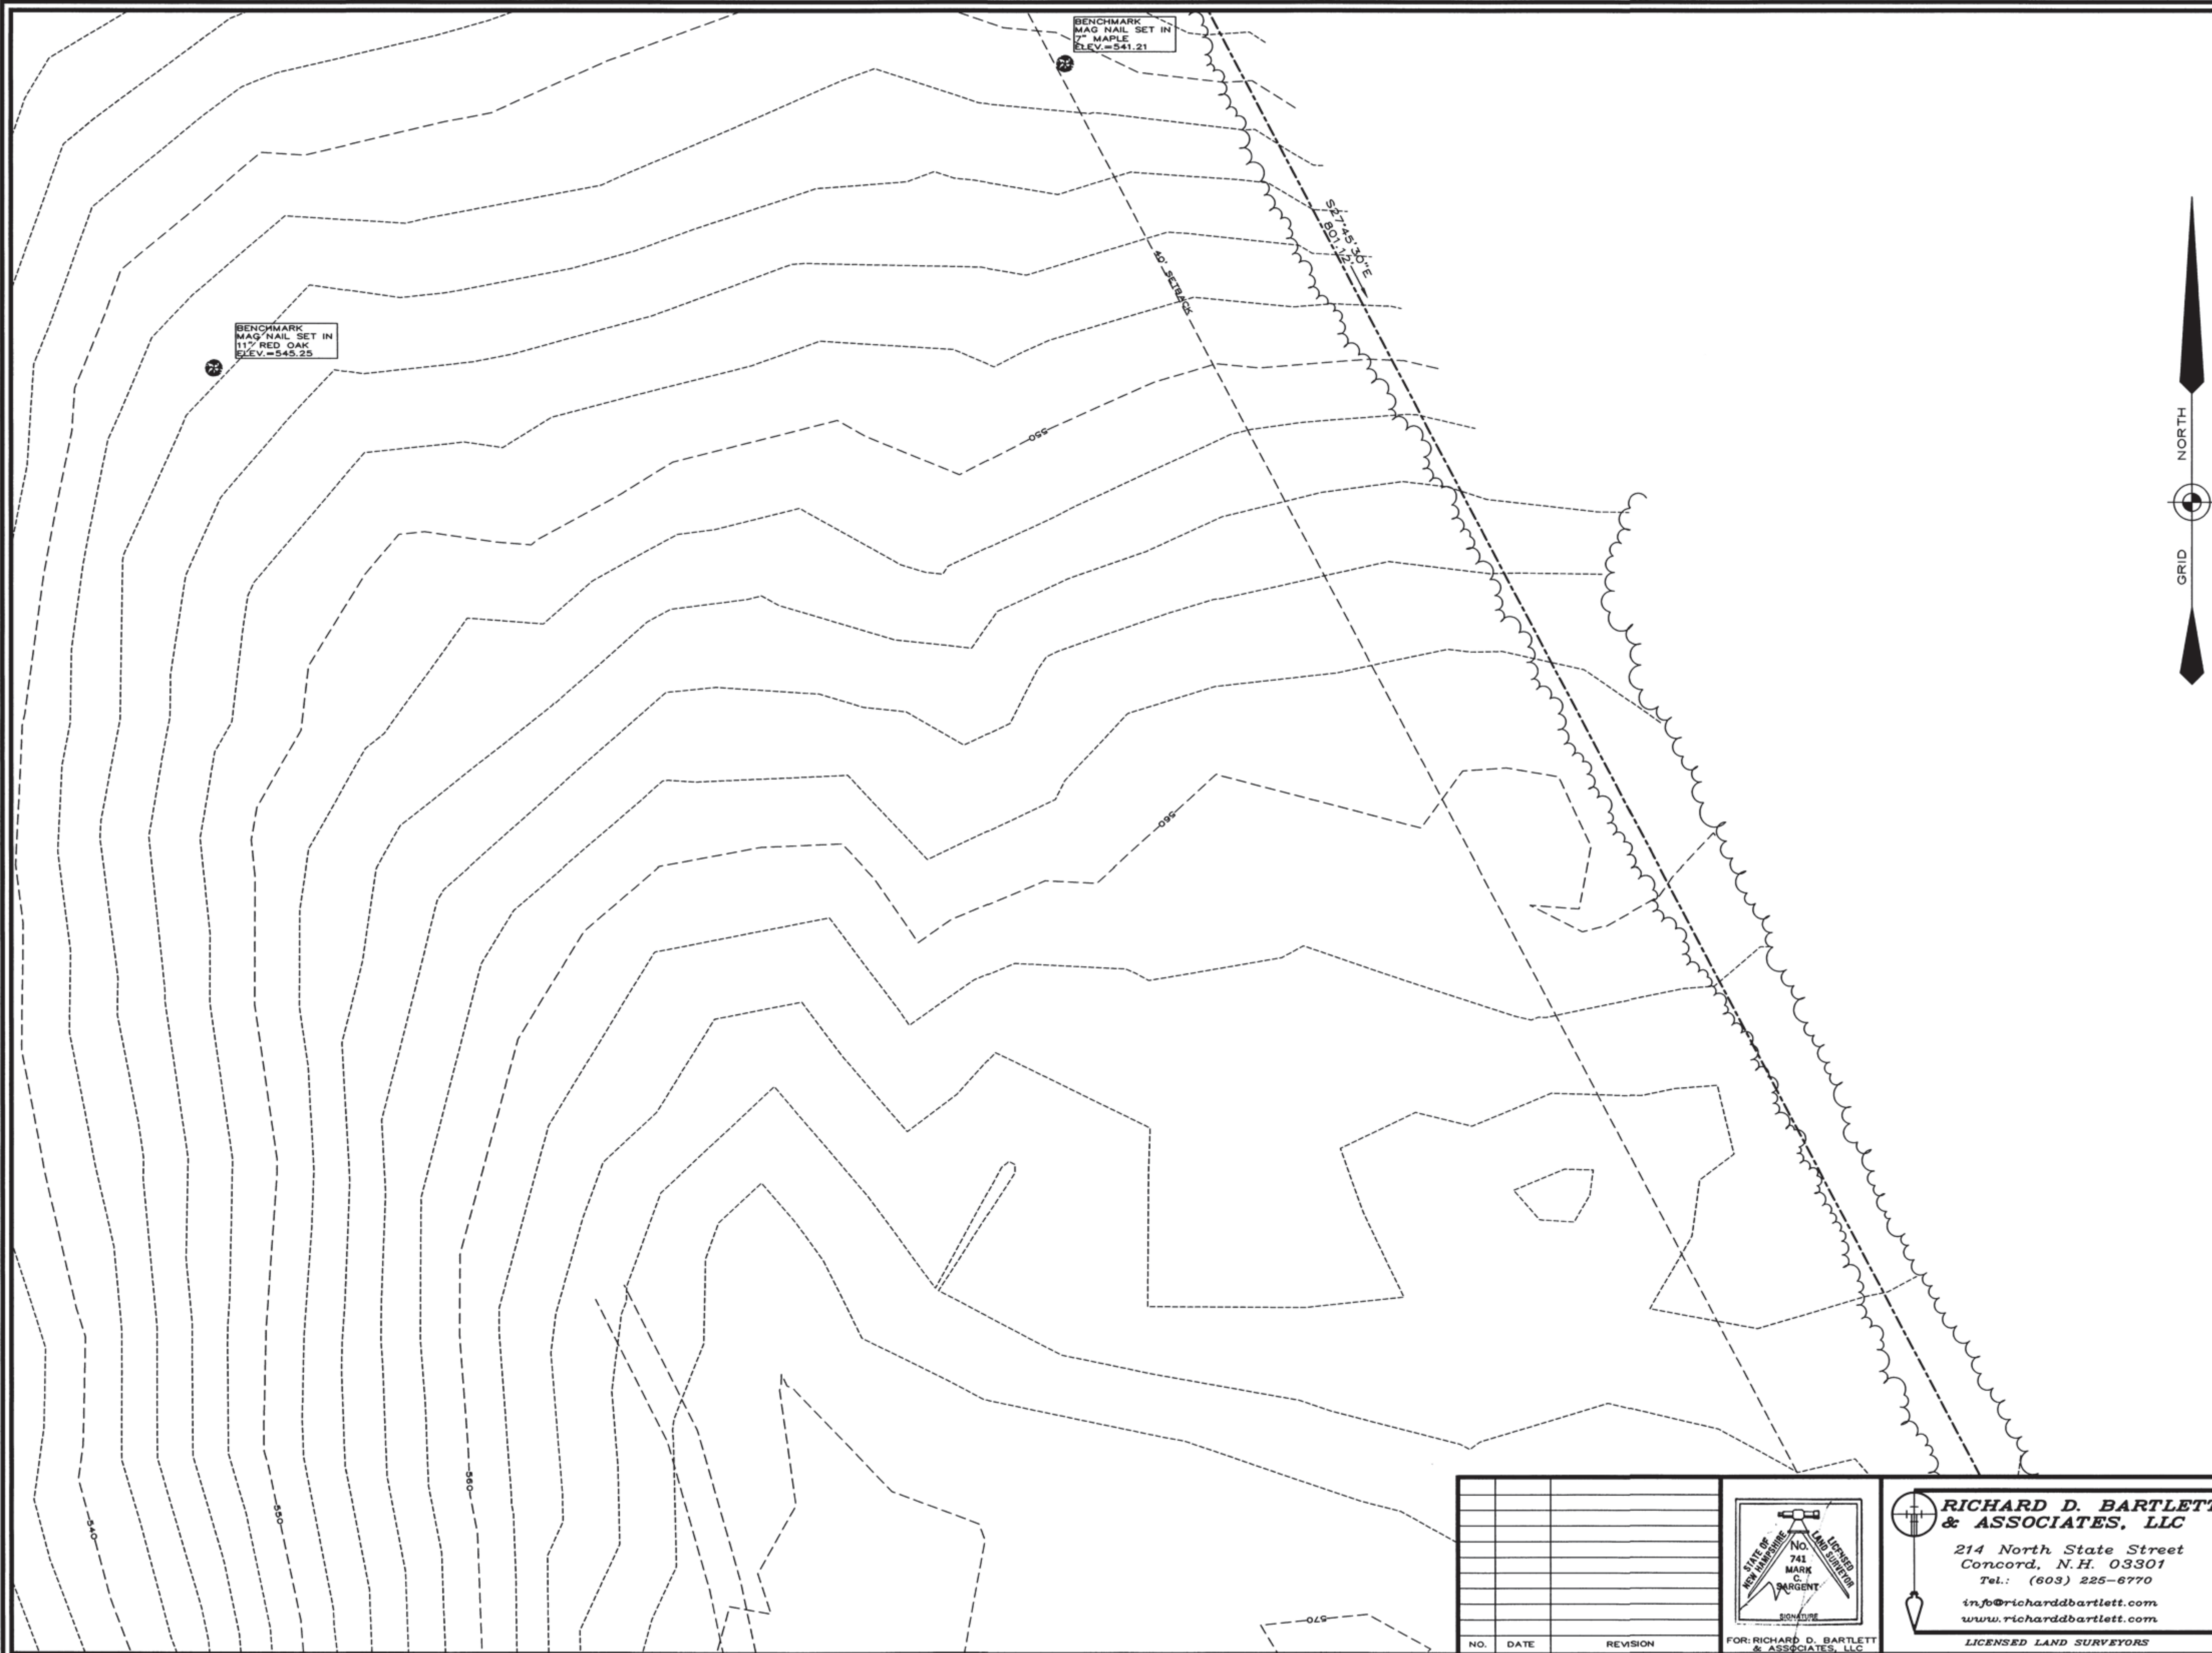 BENCHMARK
MAG NAIL SET IN
7" MAPLE
ELEV.=541.21
BENCHMARK
MAG NAIL SET IN
11" RED OAK
ELEV.=545.25
S27°45'30"E
801.12'
40' SETBACK
NORTH
GRID
550
560
540
550
560
570
NO. DATE REVISION
STATE OF
NEW HAMPSHIRE
LICENSED
LAND SURVEYOR
No.
741
MARK
C.
SARGENT
SIGNATURE
FOR: RICHARD D. BARTLETT
& ASSOCIATES, LLC
RICHARD D. BARTLETT
& ASSOCIATES, LLC
214 North State Street
Concord, N.H. 03301
Tel.: (603) 225-6770
info@richarddbartlett.com
www.richarddbartlett.com
LICENSED LAND SURVEYORS